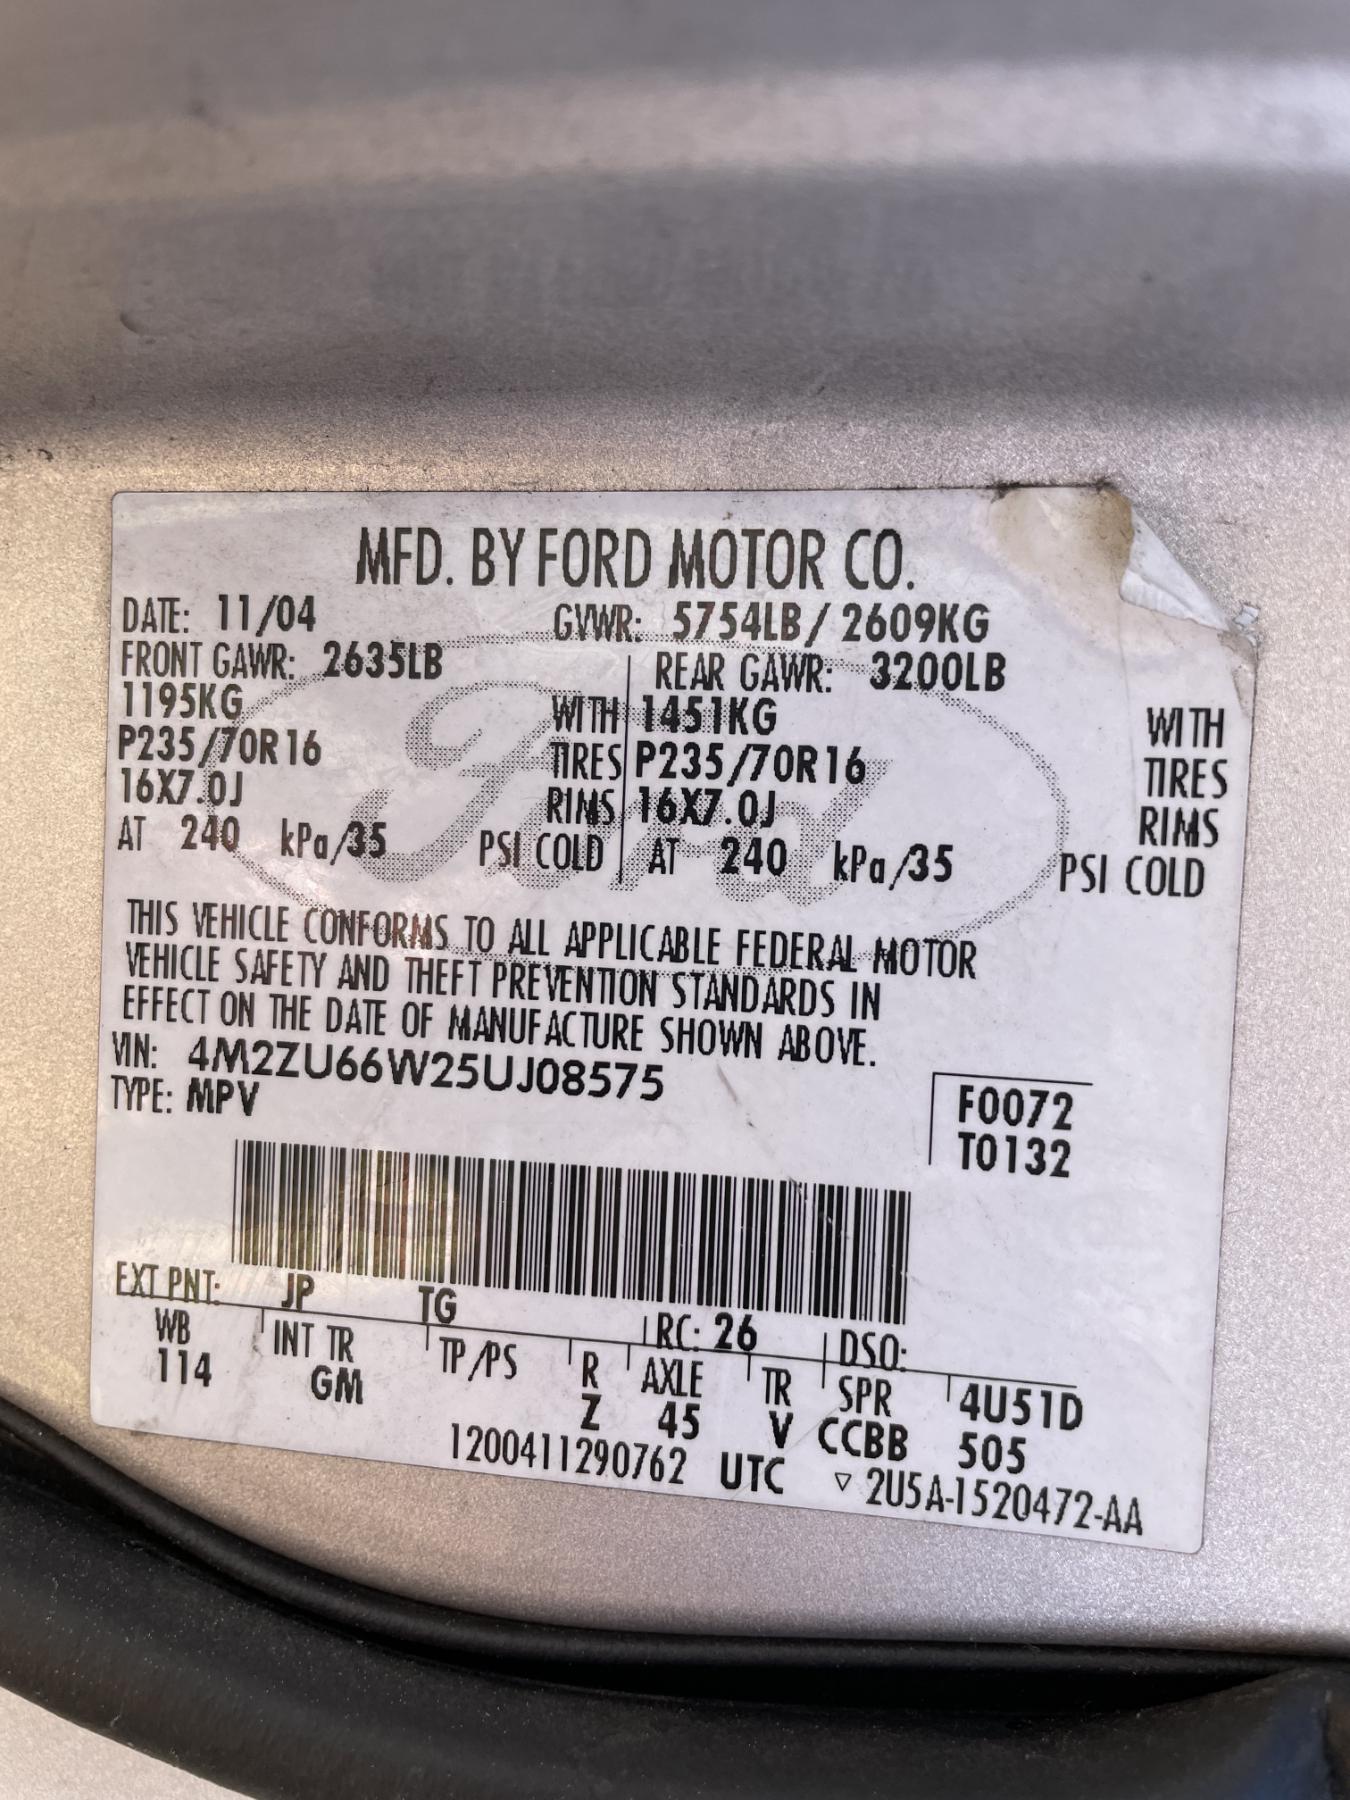 MFD. BY FORD MOTOR CO.
DATE: 11/04 GVWR: 5754LB/2609KG
FRONT GAWR: 2635LB REAR GAWR: 3200LB
1195KG WITH 1451KG WITH
P235/70R16 TIRES P235/70R16 TIRES
16X7.0J RIMS 16X7.0J RIMS
AT 240 kPa/35 PSI COLD AT 240 kPa/35 PSI COLD
Ford
THIS VEHICLE CONFORMS TO ALL APPLICABLE FEDERAL MOTOR
VEHICLE SAFETY AND THEFT PREVENTION STANDARDS IN
EFFECT ON THE DATE OF MANUFACTURE SHOWN ABOVE.
VIN: 4M2ZU66W25UJ08575
TYPE: MPV
F0072
T0132
EXT PNT: JP TG RC: 26 DSO:
WB INT TR TP/PS R AXLE TR SPR 4U51D
114 GM Z 45 V CCBB 505
1200411290762 UTC ▽ 2U5A-1520472-AA